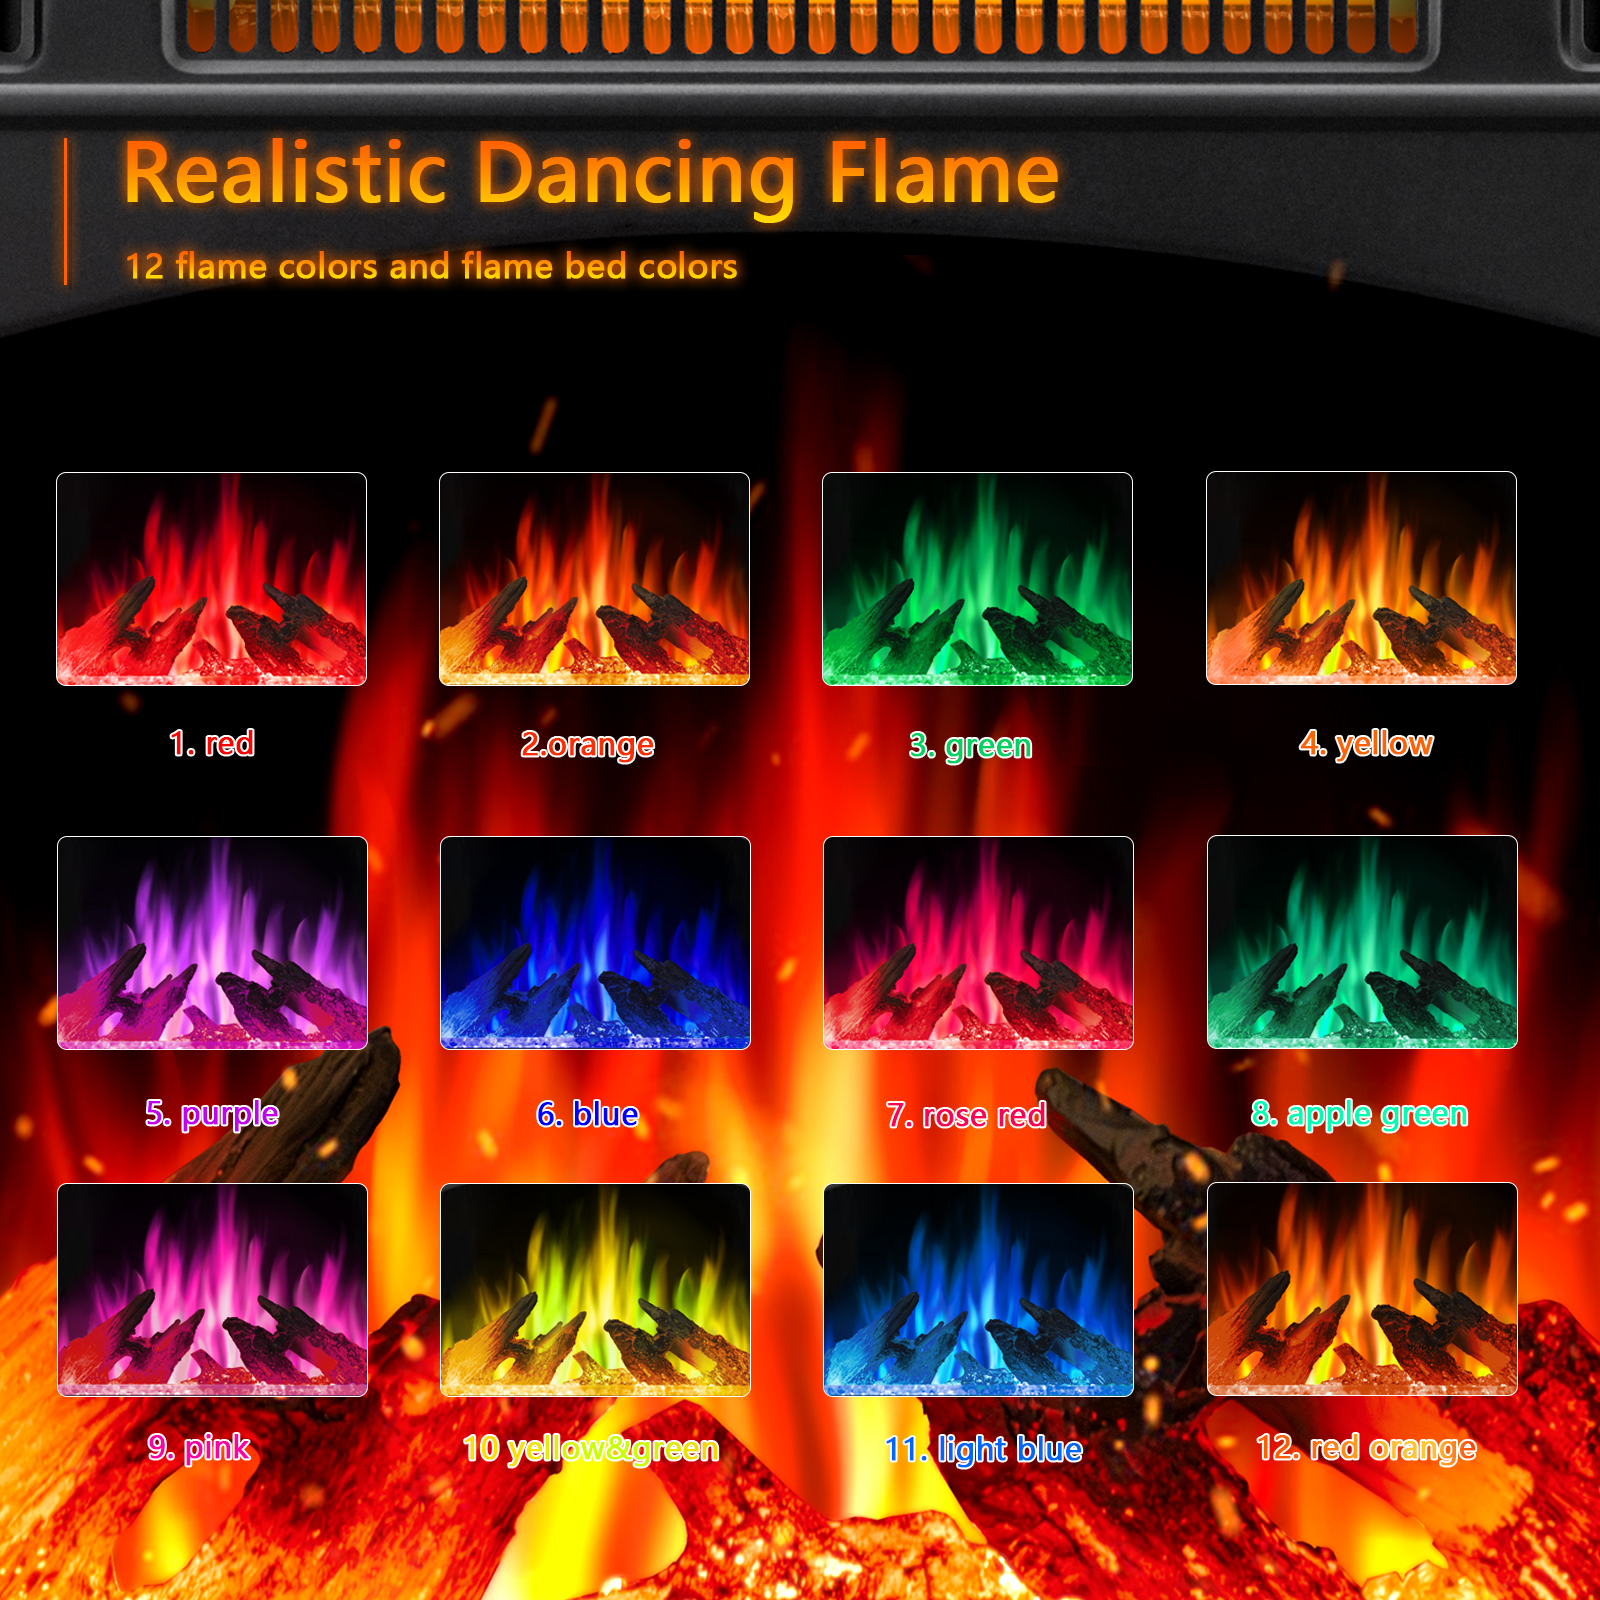 Realistic Dancing Flame
12 flame colors and flame bed colors
1. red
2.orange
3. green
4. yellow
5. purple
6. blue
7. rose red
8. apple green
9. pink
10 yellow&green
11. light blue
12. red orange